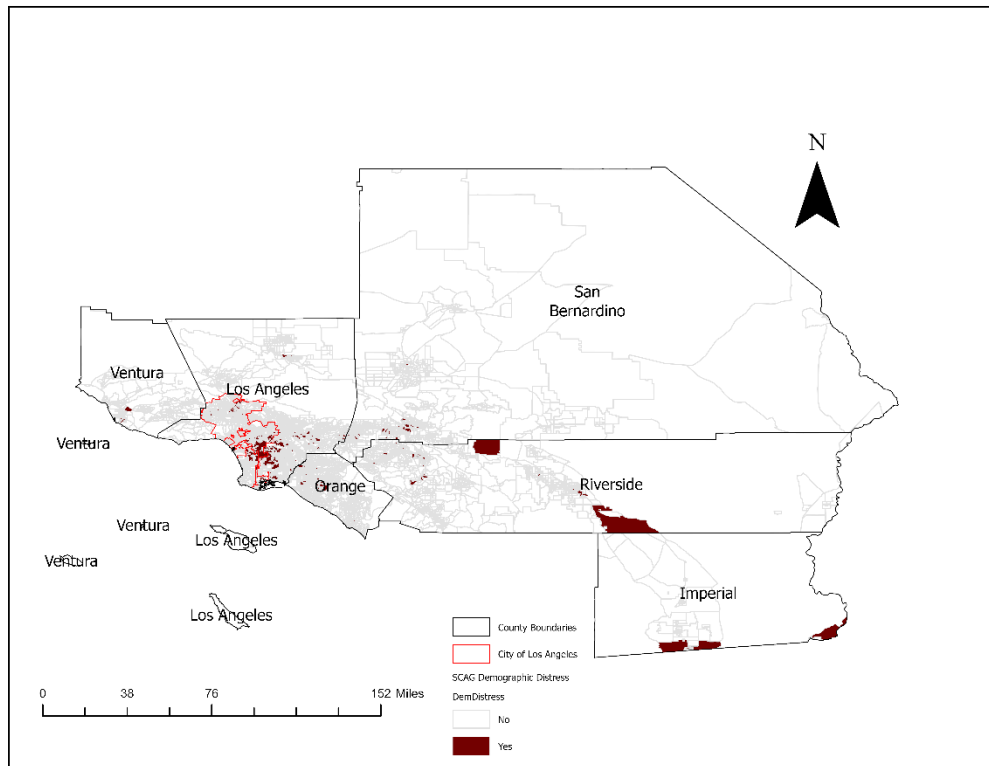 N
San
Bernardino
Ventura
Los Angeles
Ventura
Orange
Riverside
Ventura
Los Angeles
Ventura
Imperial
Los Angeles
County Boundaries
City of Los Angeles
SCAG Demographic Distress
DemDistress
No
Yes
0 38 76 152 Miles